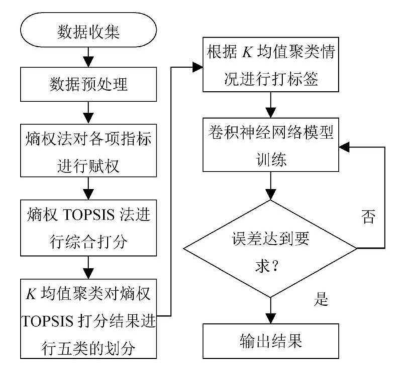 数据收集
数据预处理
熵权法对各项指标
进行赋权
熵权 TOPSIS 法进
行综合打分
K 均值聚类对熵权
TOPSIS 打分结果进
行五类的划分
根据 K 均值聚类情
况进行打标签
卷积神经网络模型
训练
误差达到要
求？
否
是
输出结果